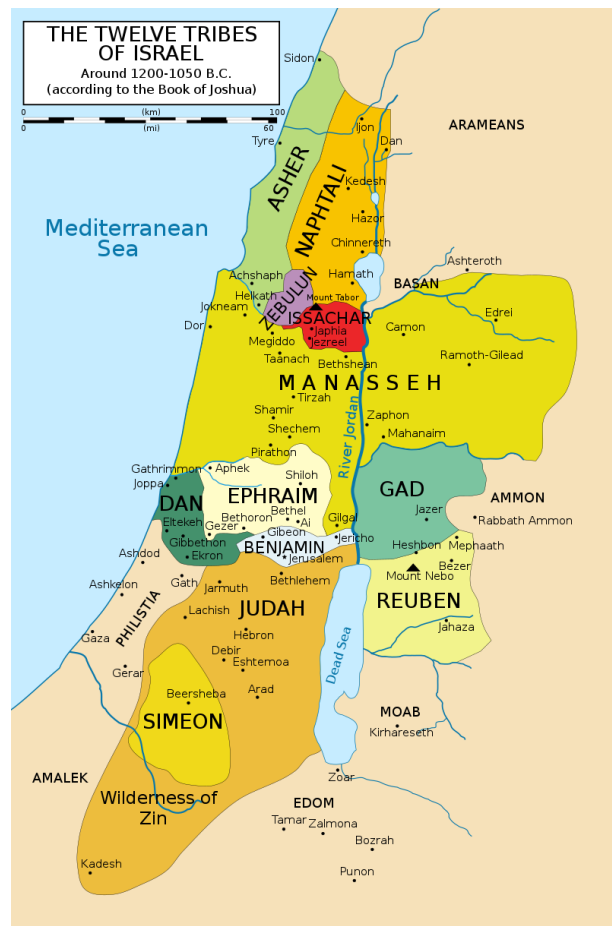 THE TWELVE TRIBES
OF ISRAEL
Around 1200-1050 B.C.
(according to the Book of Joshua)
0 (km) 100
0 (mi) 60
Sidon
Ijon
ARAMEANS
Tyre
Dan
ASHER
NAPHTALI
Kedesh
Hazor
Mediterranean
Sea
Chinnereth
Ashteroth
Achshaph
Hamath
BASAN
Helkath
ZEBULUN
Mount Tabor
Jokneam
ISSACHAR
Edrei
Dor
Japhia
Camon
Megiddo
Jezreel
Taanach
Bethshean
Ramoth-Gilead
MANASSEH
Tirzah
River Jordan
Shamir
Zaphon
Shechem
Mahanaim
Pirathon
Gathrimmon
Aphek
Joppa
Shiloh
DAN
EPHRAIM
GAD
AMMON
Bethel
Jazer
Eltekeh
Bethoron
Ai
Gilgal
Rabbath Ammon
Gezer
Gibeon
Jericho
Gibbethon
BENJAMIN
Heshbon
Mephaath
Ashdod
Ekron
Jerusalem
Bezer
Gath
Bethlehem
Mount Nebo
Ashkelon
Jarmuth
PHILISTIA
Lachish
JUDAH
REUBEN
Gaza
Hebron
Jahaza
Debir
Dead Sea
Gerar
Eshtemoa
Beersheba
Arad
SIMEON
MOAB
Kirhareseth
AMALEK
Zoar
Wilderness of
Zin
EDOM
Tamar
Zalmona
Bozrah
Kadesh
Punon